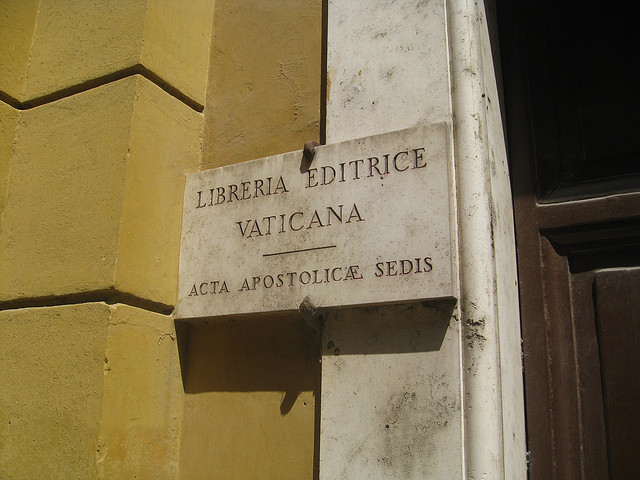 LIBRERIA EDITRICE
VATICANA
ACTA APOSTOLICÆ SEDIS